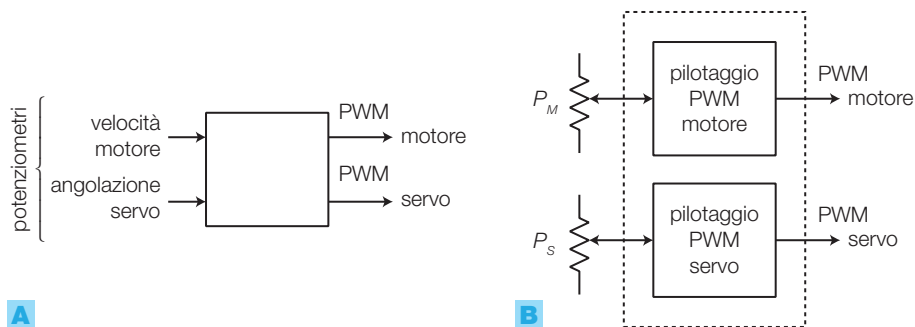 potenziometri
velocità
motore
angolazione
servo
PWM
motore
PWM
servo
A
P_M
pilotaggio
PWM
motore
PWM
motore
P_S
pilotaggio
PWM
servo
PWM
servo
B